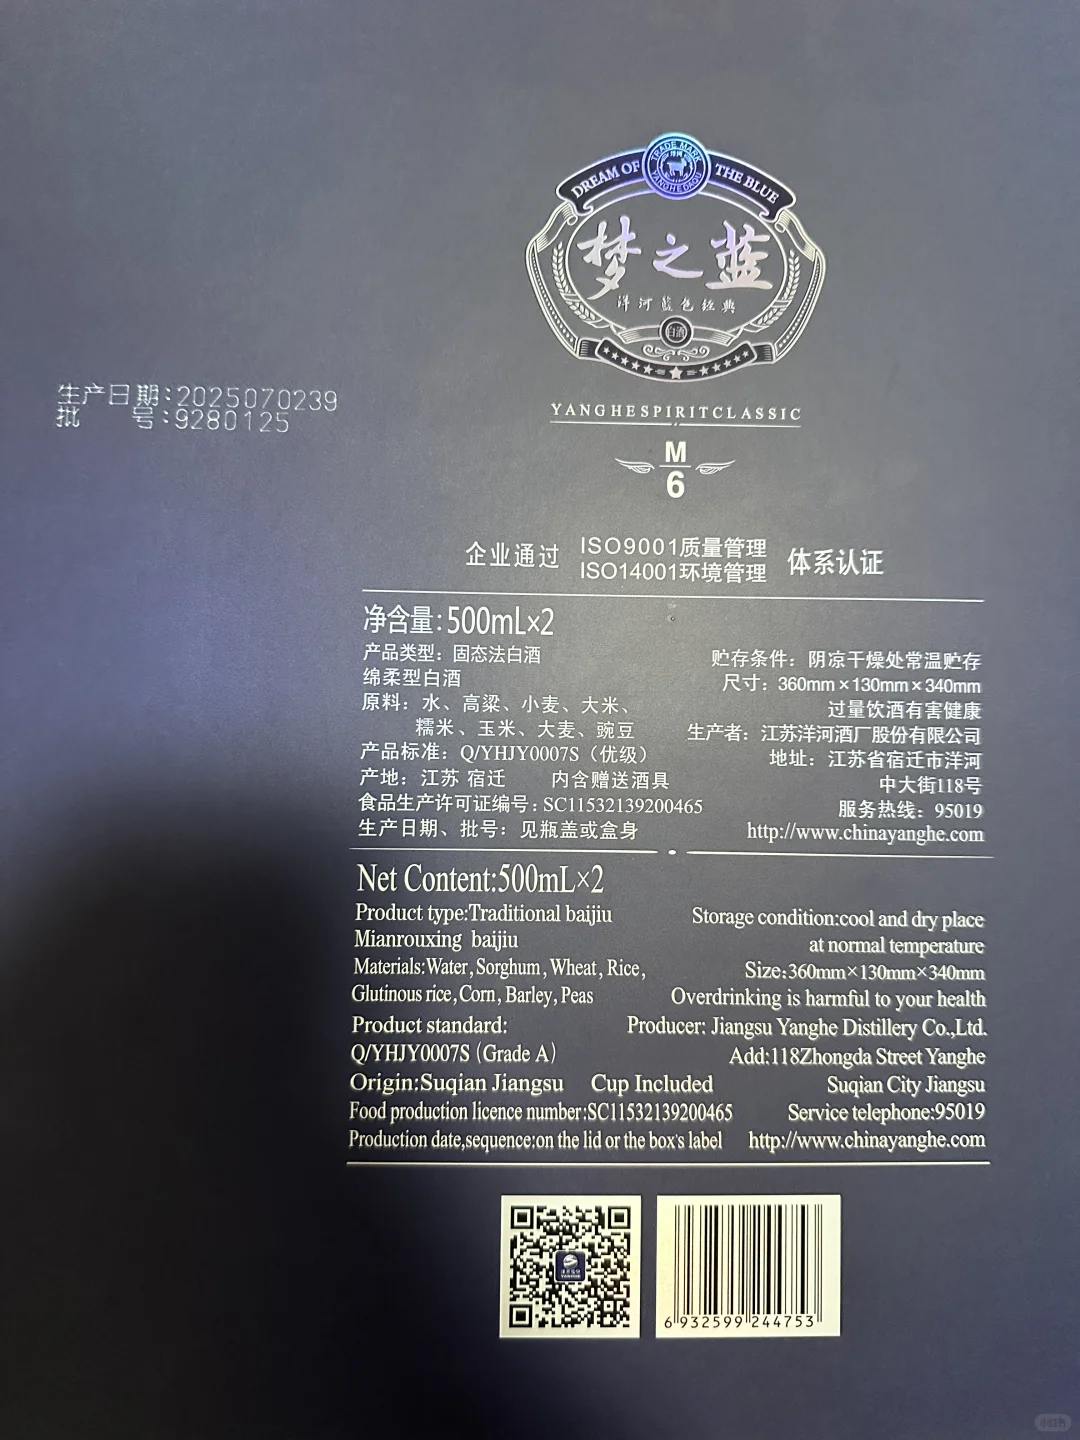 DREAM OF THE BLUE
TRADE MARK
洋河
YANGHE DAQU
梦之蓝
洋河蓝色经典
白酒
YANGHESPIRITCLASSIC
M
6
生产日期:2025070239
批 号:9280125
企业通过 ISO9001质量管理 体系认证
ISO14001环境管理
净含量:500mL×2
产品类型：固态法白酒
绵柔型白酒
原料：水、高粱、小麦、大米、
糯米、玉米、大麦、豌豆
产品标准：Q/YHJY0007S（优级）
产地：江苏 宿迁 内含赠送酒具
食品生产许可证编号：SC11532139200465
生产日期、批号：见瓶盖或盒身
贮存条件：阴凉干燥处常温贮存
尺寸：360mm×130mm×340mm
过量饮酒有害健康
生产者：江苏洋河酒厂股份有限公司
地址：江苏省宿迁市洋河
中大街118号
服务热线：95019
http://www.chinayanghe.com
Net Content:500mL×2
Product type:Traditional baijiu
Mianrouxing baijiu
Materials:Water,Sorghum,Wheat,Rice,
Glutinous rice,Corn,Barley,Peas
Product standard:
Q/YHJY0007S (Grade A)
Origin:Suqian Jiangsu Cup Included
Food production licence number:SC11532139200465
Production date,sequence:on the lid or the box's label
Storage condition:cool and dry place
at normal temperature
Size:360mm×130mm×340mm
Overdrinking is harmful to your health
Producer: Jiangsu Yanghe Distillery Co.,Ltd.
Add:118Zhongda Street Yanghe
Suqian City Jiangsu
Service telephone:95019
http://www.chinayanghe.com
6 932599 244753